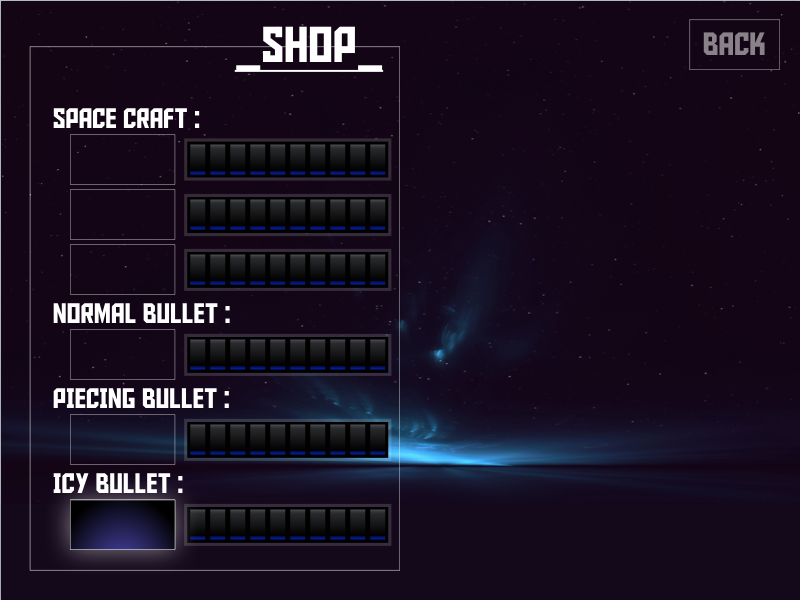 _SHOP_
BACK
SPACE CRAFT :
NORMAL BULLET :
PIECING BULLET :
ICY BULLET :